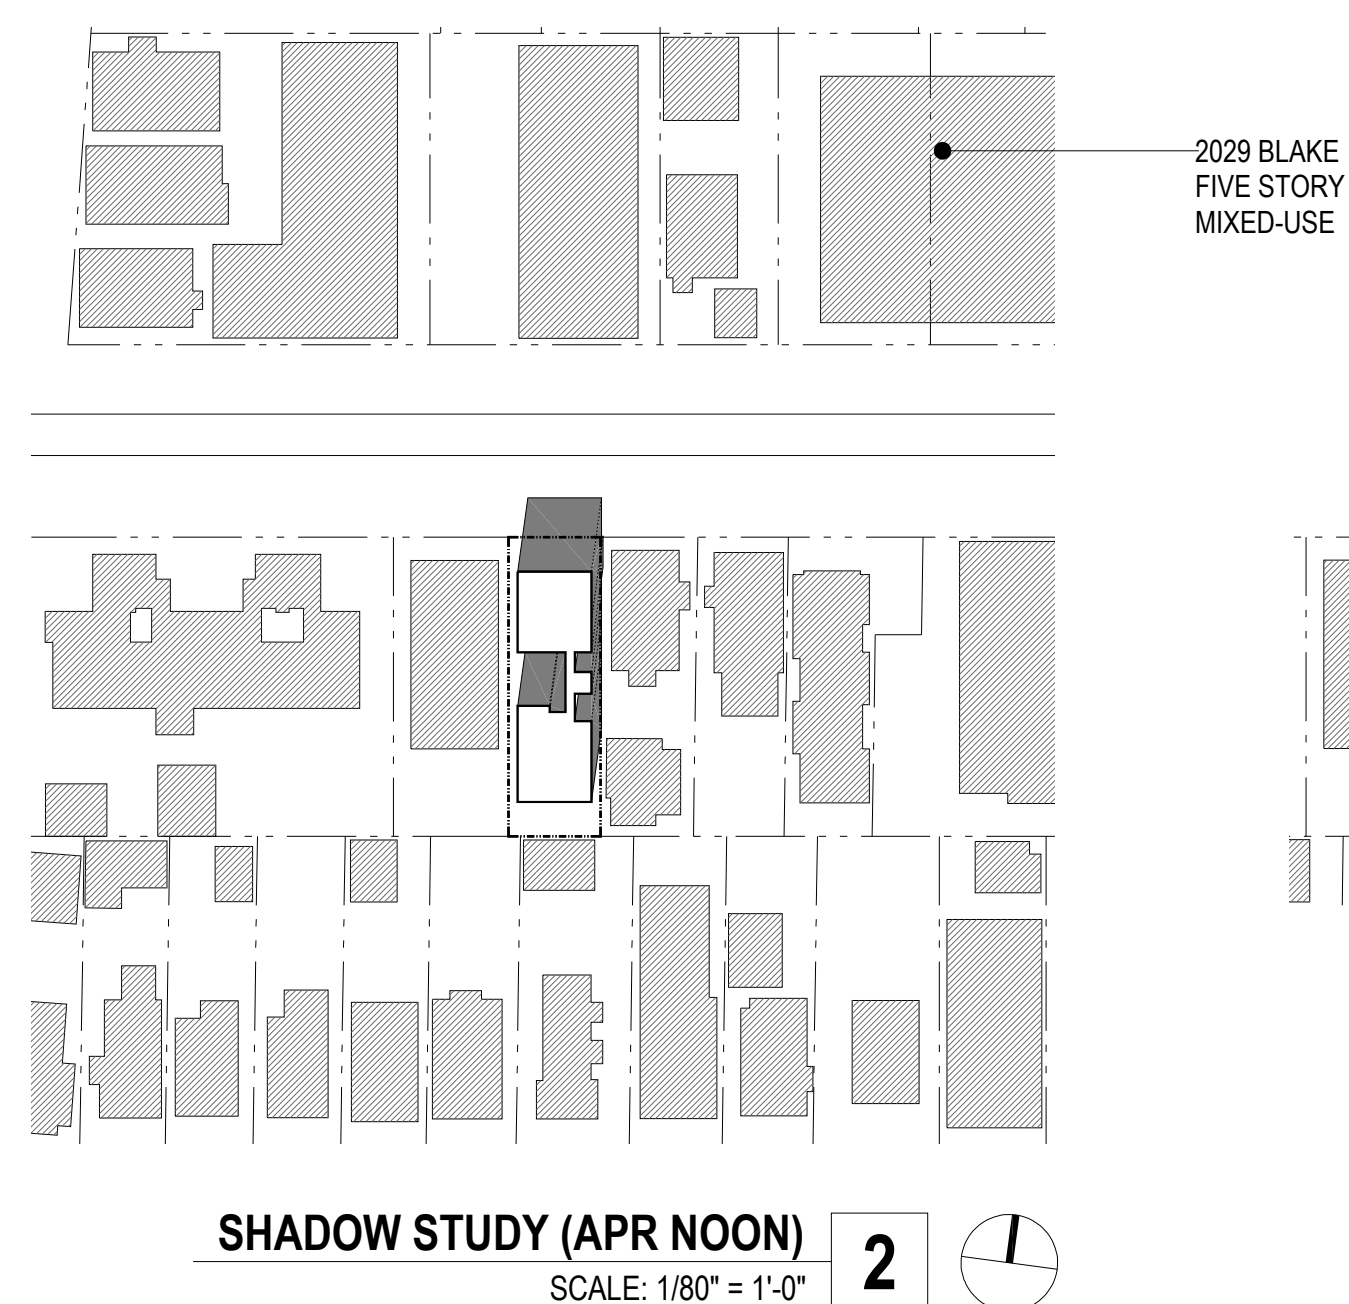 2029 BLAKE
FIVE STORY
MIXED-USE
SHADOW STUDY (APR NOON)
2
SCALE: 1/80" = 1'-0"